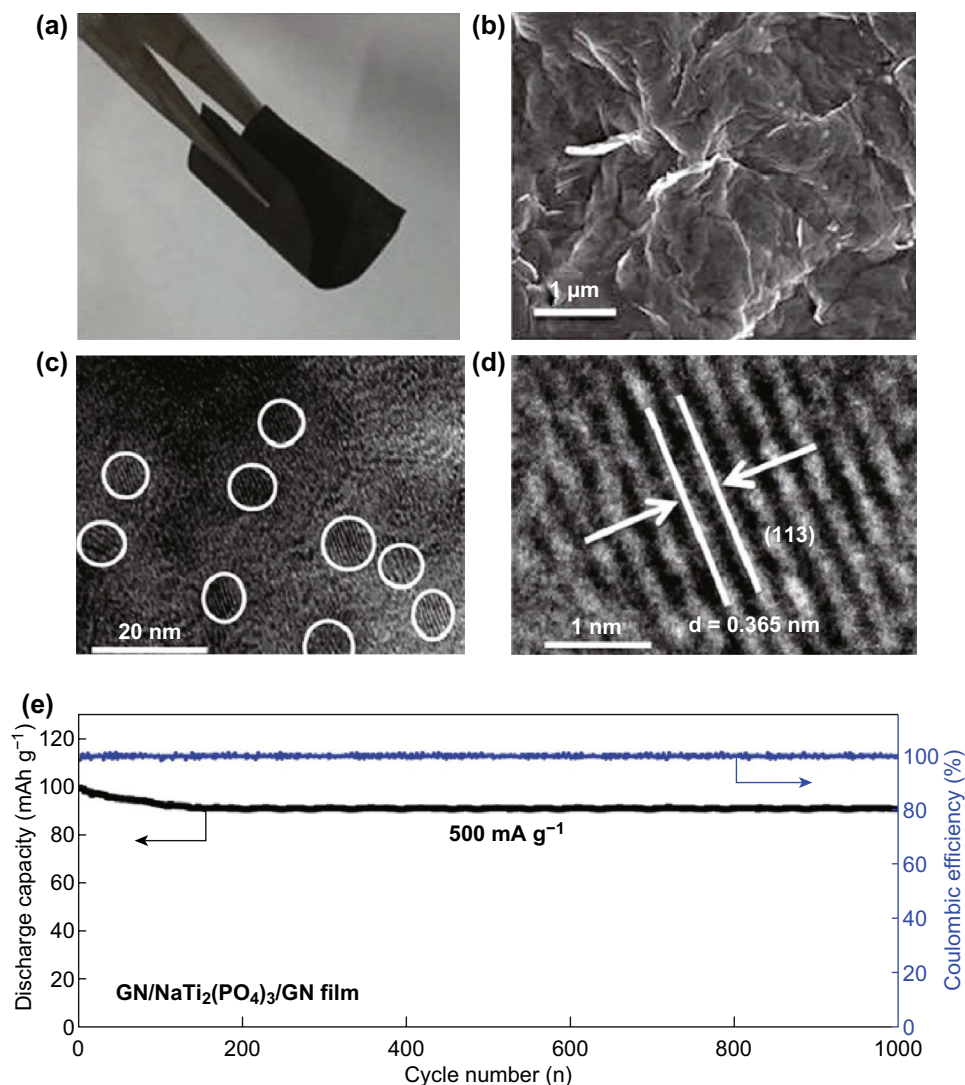 (a)
(b)
1 µm
(c)
20 nm
(d)
(113)
1 nm
d = 0.365 nm
(e)
Discharge capacity (mAh g⁻¹)
120
100
80
60
40
20
0
500 mA g⁻¹
GN/NaTi₂(PO₄)₃/GN film
0 200 400 600 800 1000
Cycle number (n)
100
80
60
40
20
0
Coulombic efficiency (%)